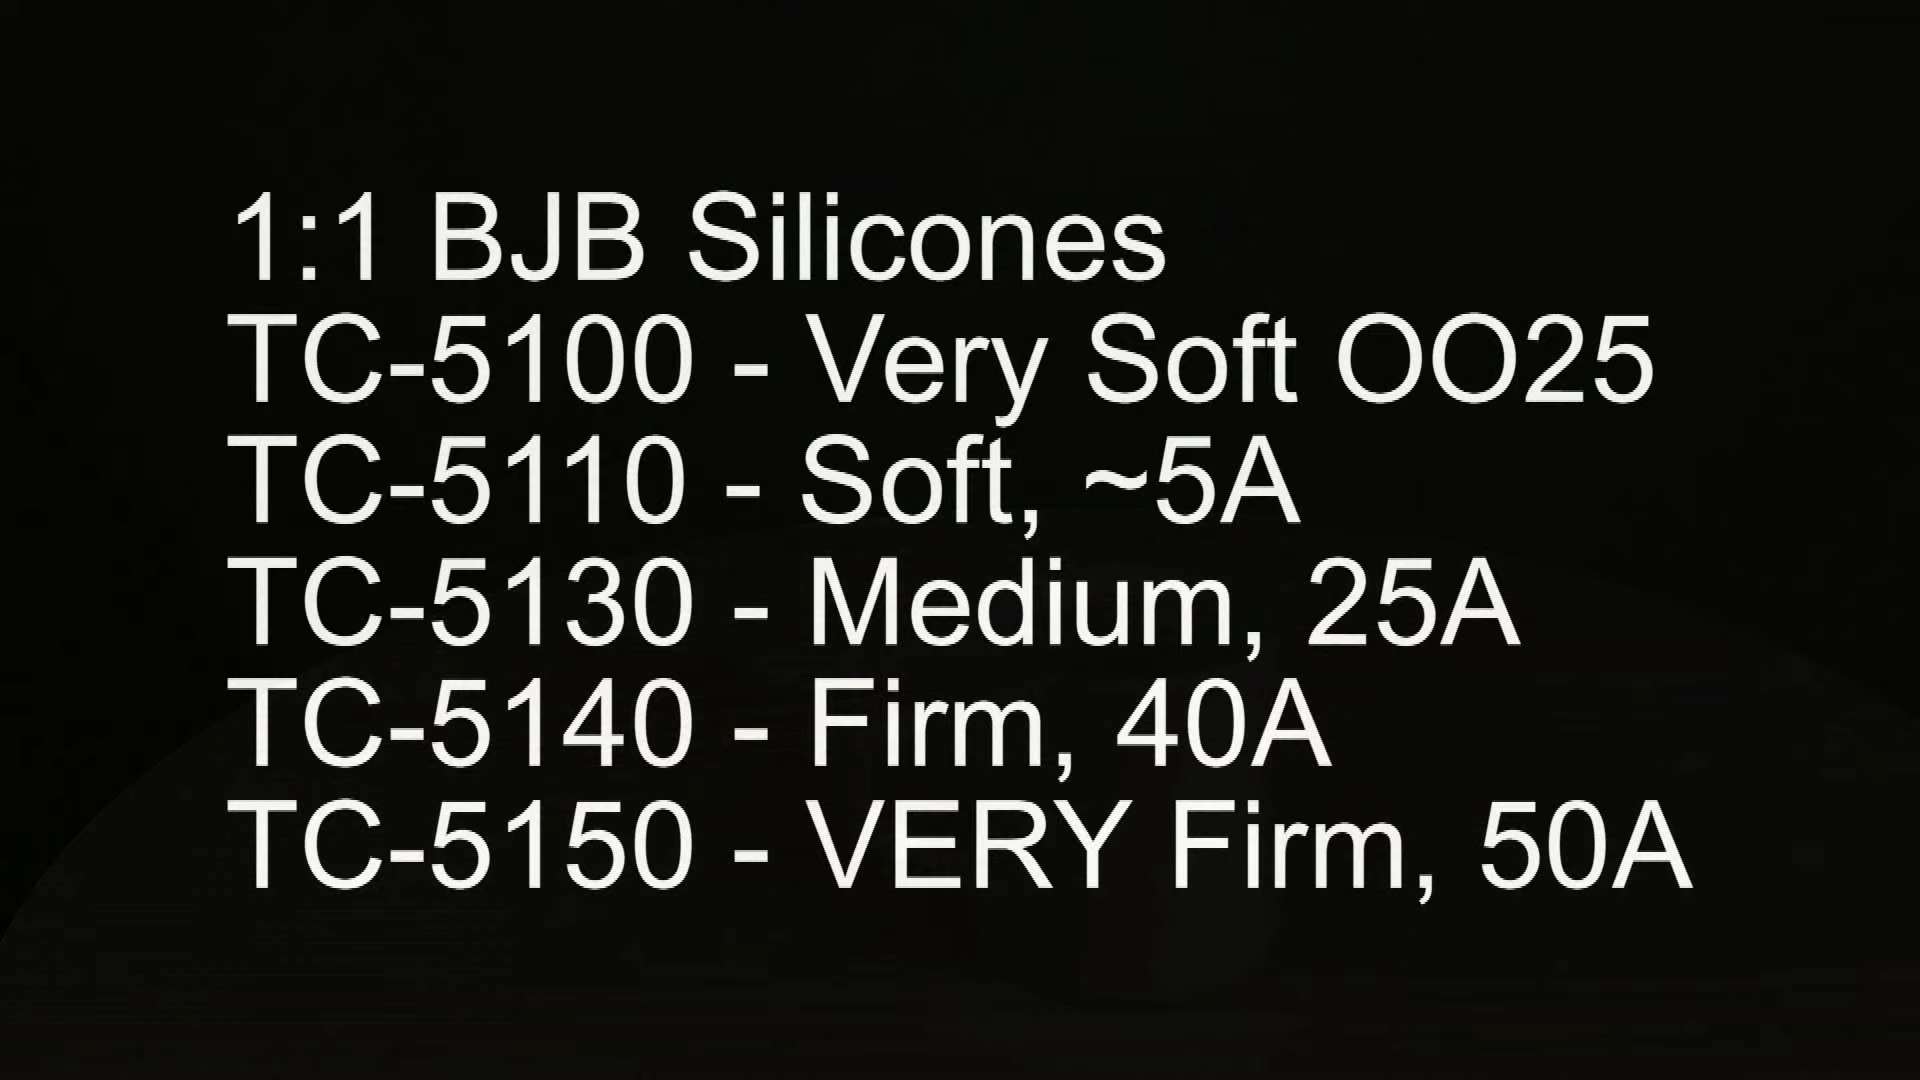 1:1 BJB Silicones
TC-5100 - Very Soft OO25
TC-5110 - Soft, ~5A
TC-5130 - Medium, 25A
TC-5140 - Firm, 40A
TC-5150 - VERY Firm, 50A